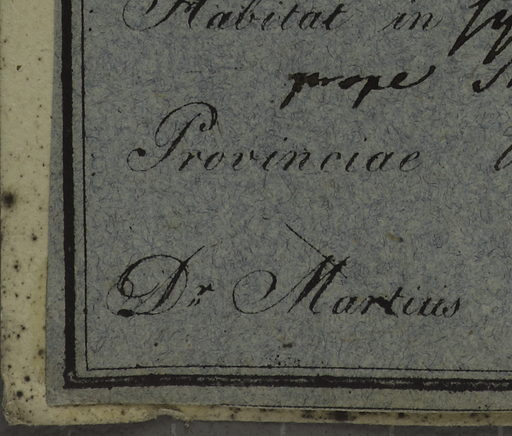 Habitat in
prope
Provinciae
Dr Martius